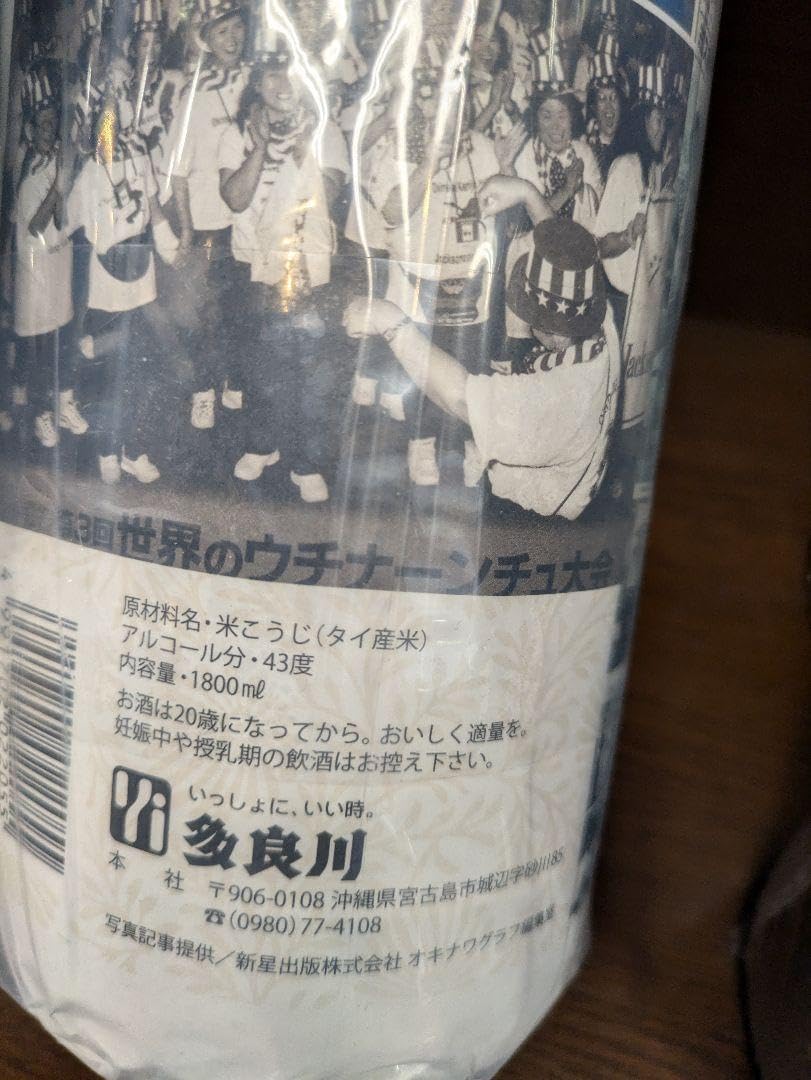 第3回世界のウチナーンチュ大会
原材料名・米こうじ(タイ産米)
アルコール分・43度
内容量・1800㎖
お酒は20歳になってから。おいしく適量を。
妊娠中や授乳期の飲酒はお控え下さい。
いっしょに、いい時。
多良川
本社 〒906-0108 沖縄県宮古島市城辺字砂川85
☎(0980)77-4108
写真記事提供/新星出版株式会社 オキナワグラフ編集室